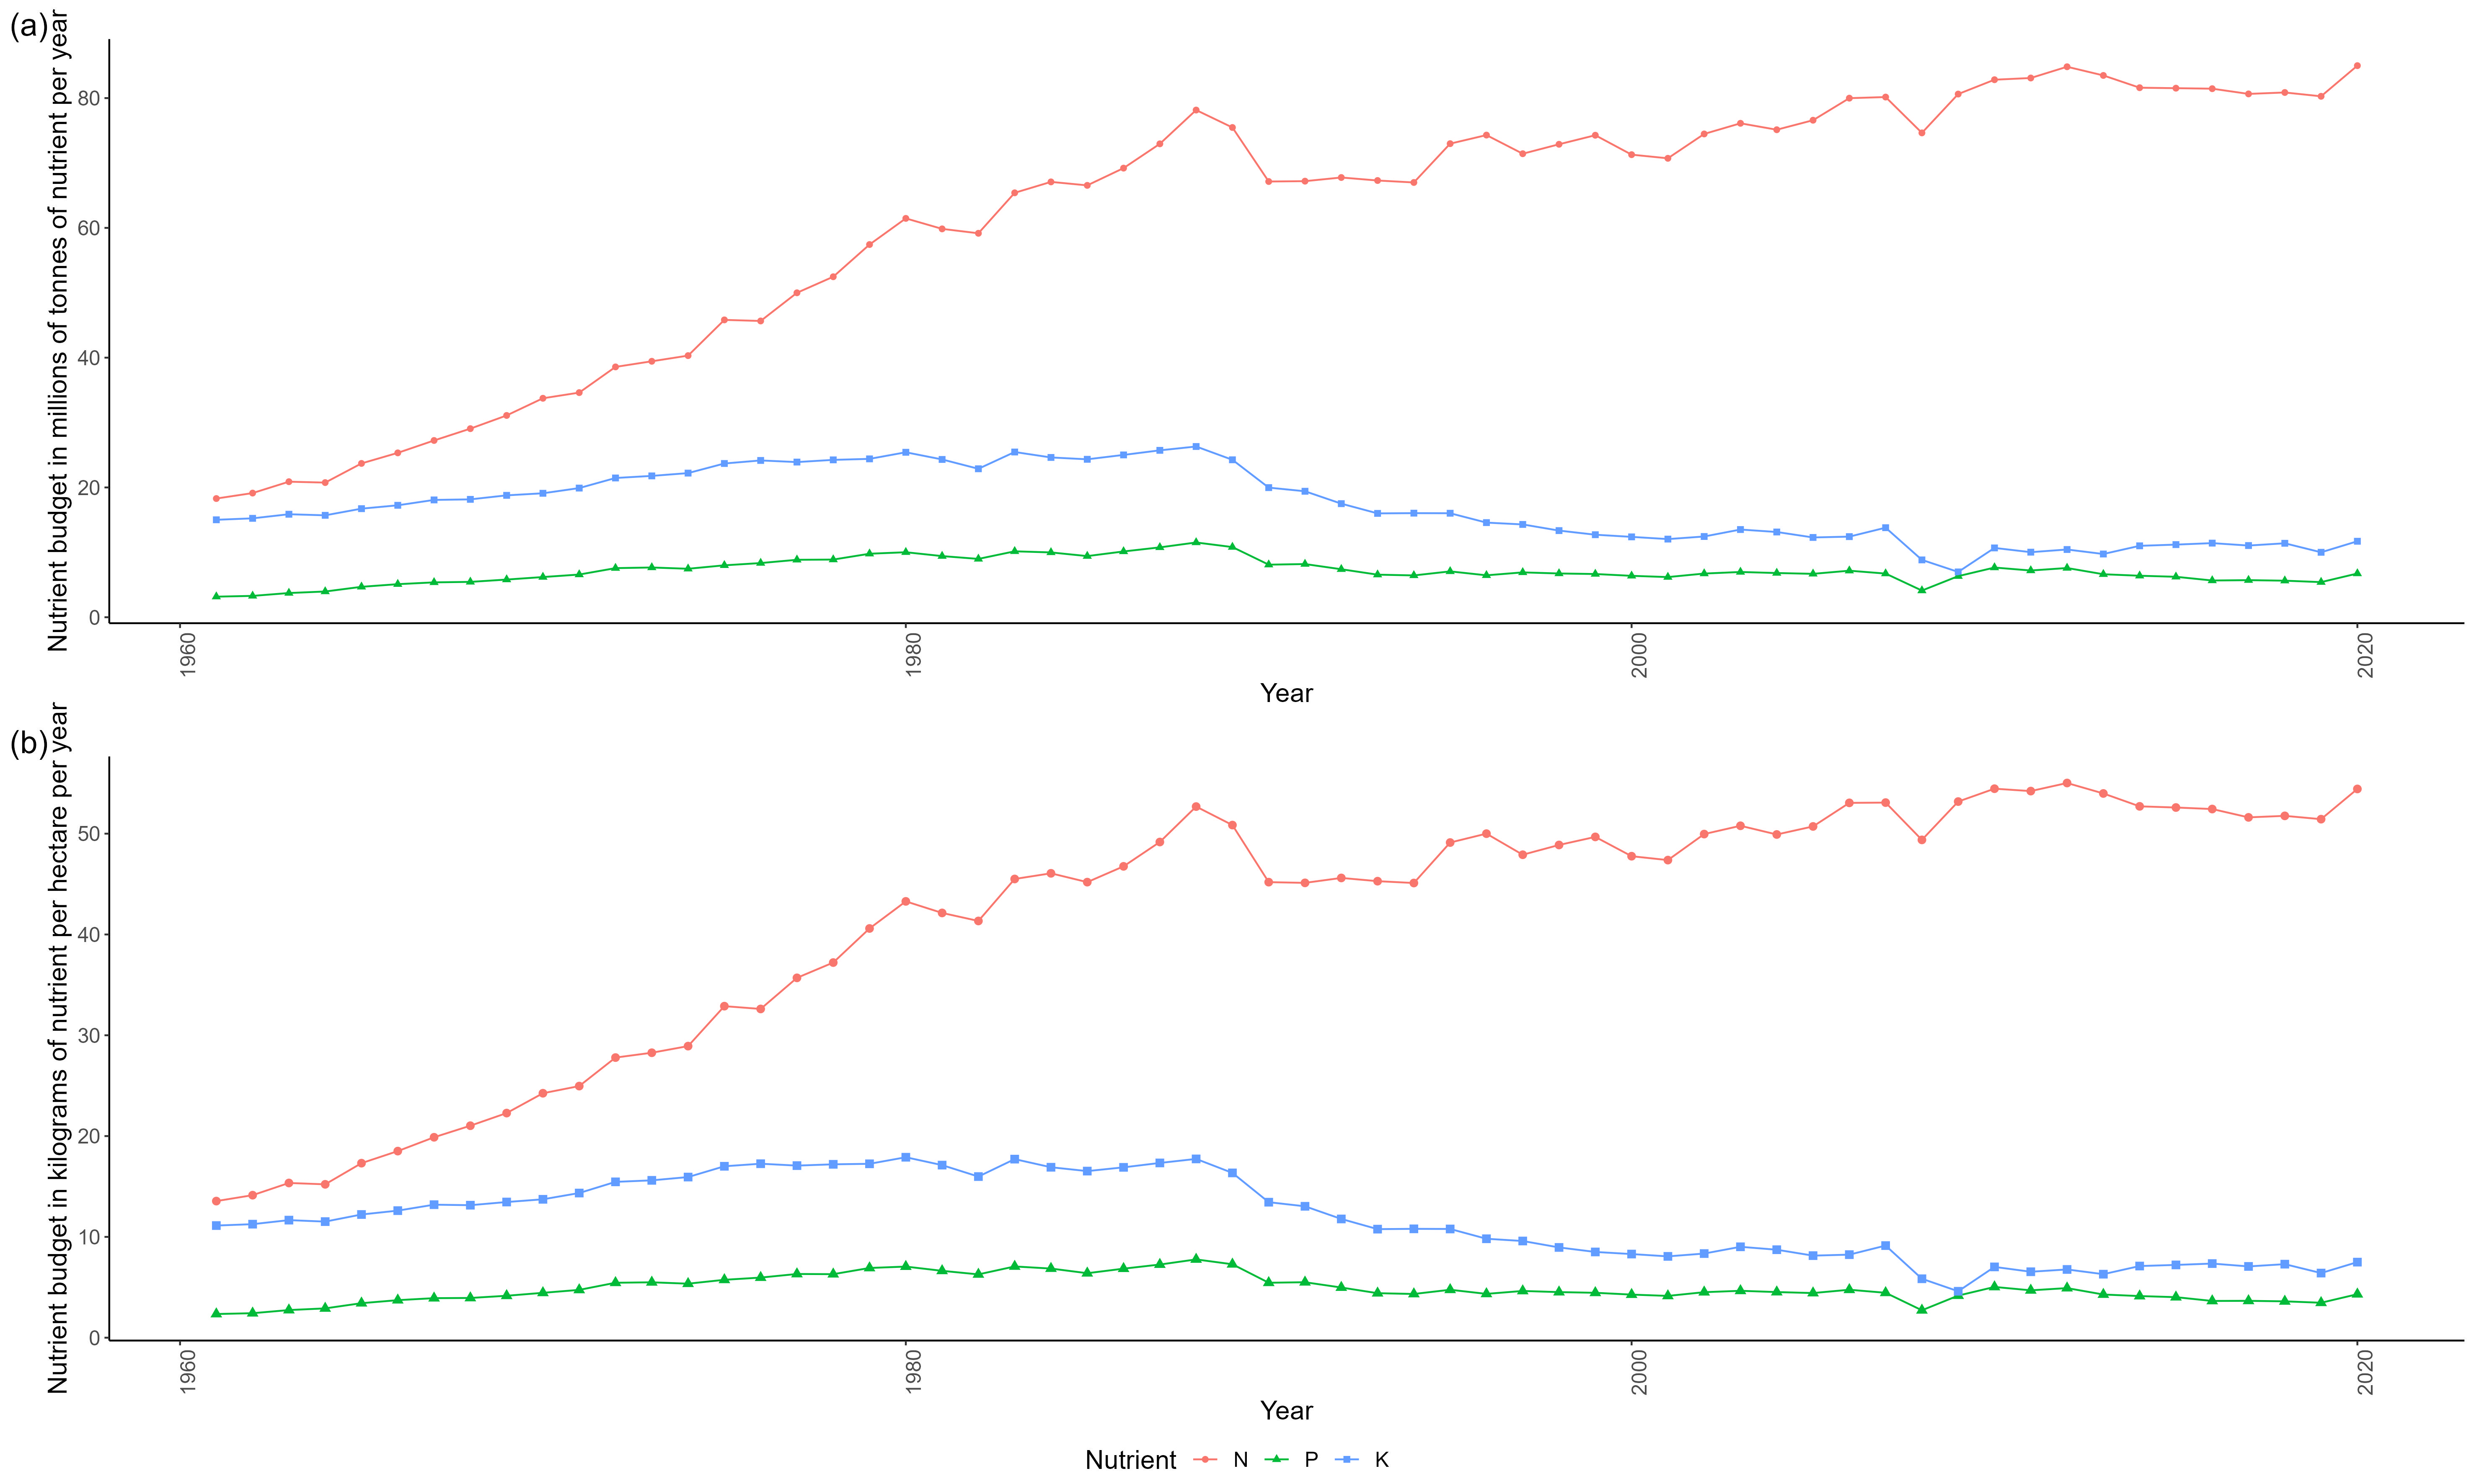 (a)
Nutrient budget in millions of tonnes of nutrient per year
80
60
40
20
0
1960
1980
2000
2020
Year
(b)
Nutrient budget in kilograms of nutrient per hectare per year
50
40
30
20
10
0
1960
1980
2000
2020
Year
Nutrient N P K